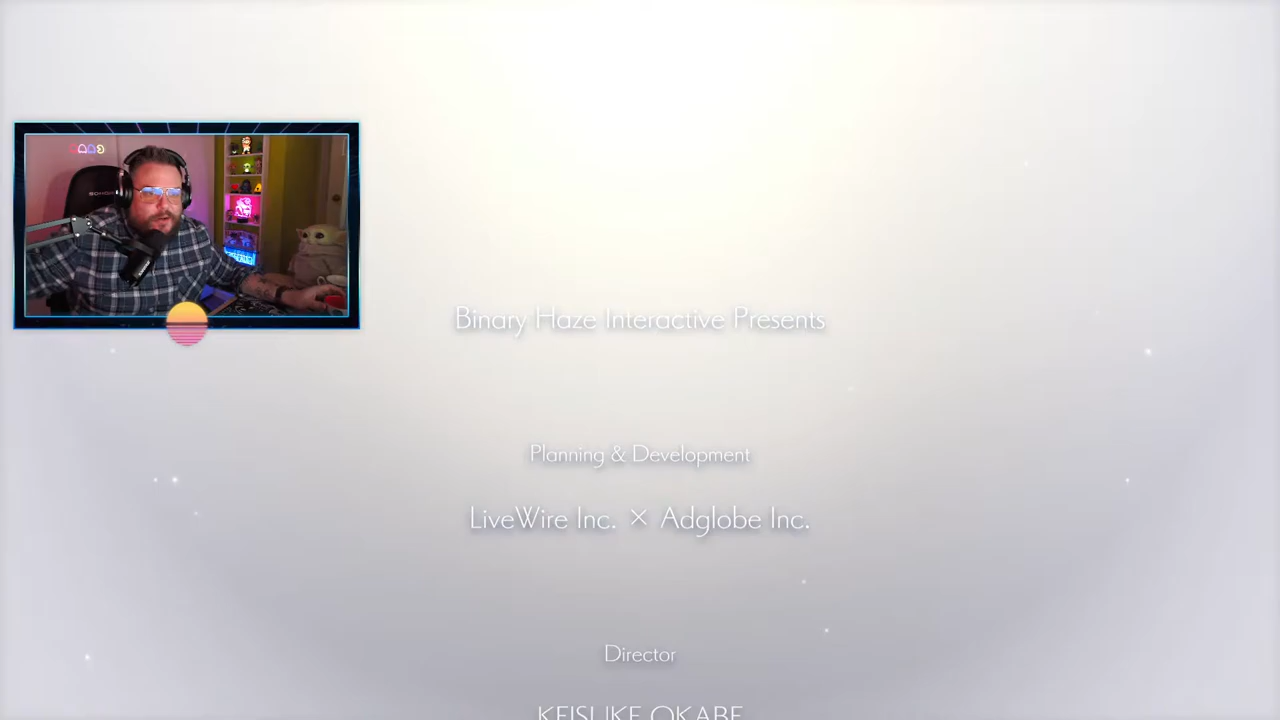 Binary Haze Interactive Presents
Planning & Development
LiveWire Inc. × Adglobe Inc.
Director
KEISUKE OKABE